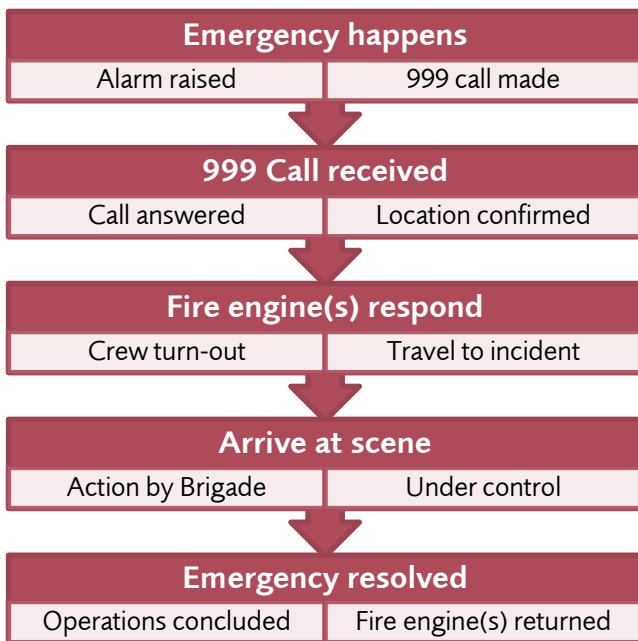 Emergency happens
Alarm raised 999 call made
999 Call received
Call answered Location confirmed
Fire engine(s) respond
Crew turn-out Travel to incident
Arrive at scene
Action by Brigade Under control
Emergency resolved
Operations concluded Fire engine(s) returned